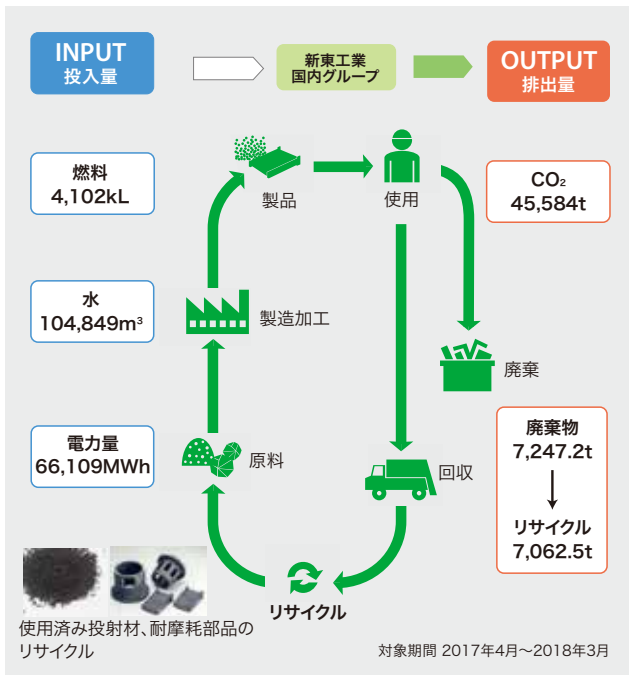 INPUT
投入量
新東工業
国内グループ
OUTPUT
排出量
燃料
4,102kL
製品
使用
CO₂
45,584t
水
104,849m³
製造加工
廃棄
電力量
66,109MWh
原料
回収
廃棄物
7,247.2t
リサイクル
7,062.5t
リサイクル
使用済み投射材、耐摩耗部品の
リサイクル
対象期間 2017年4月〜2018年3月